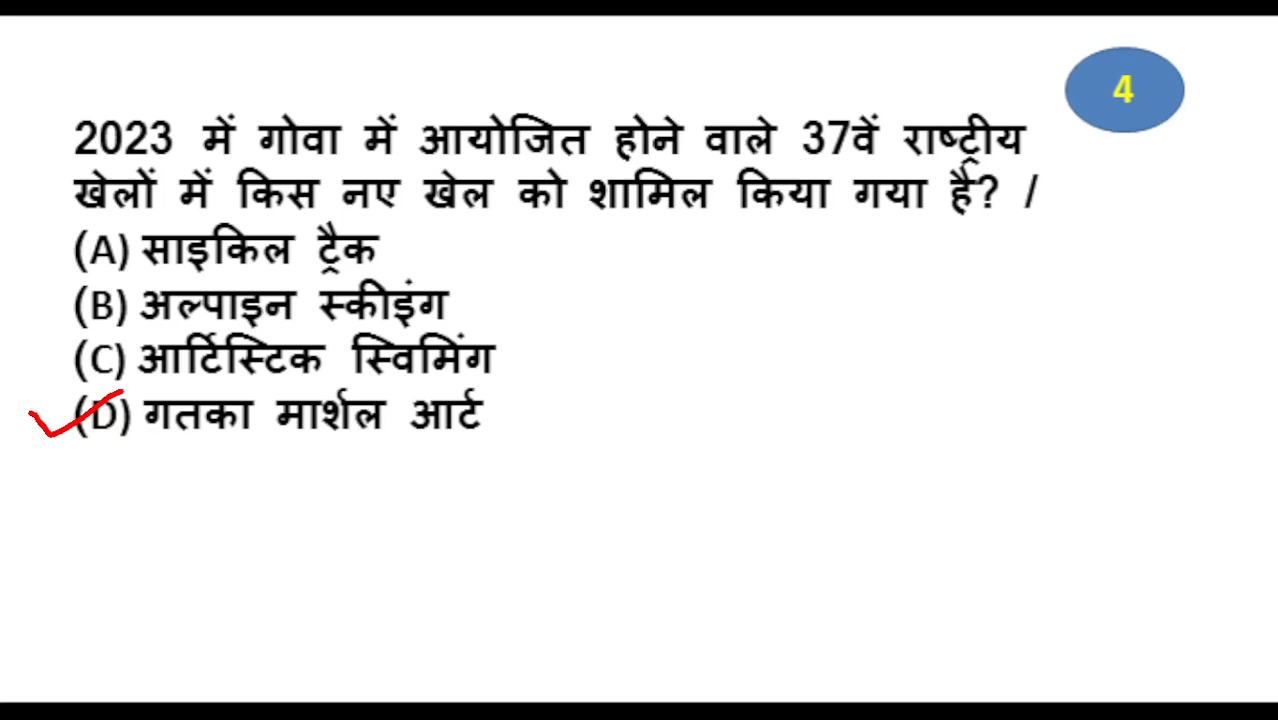 4
2023 में गोवा में आयोजित होने वाले 37वें राष्ट्रीय
खेलों में किस नए खेल को शामिल किया गया है? /
(A) साइकिल ट्रैक
(B) अल्पाइन स्कीइंग
(C) आर्टिस्टिक स्विमिंग
(D) गतका मार्शल आर्ट